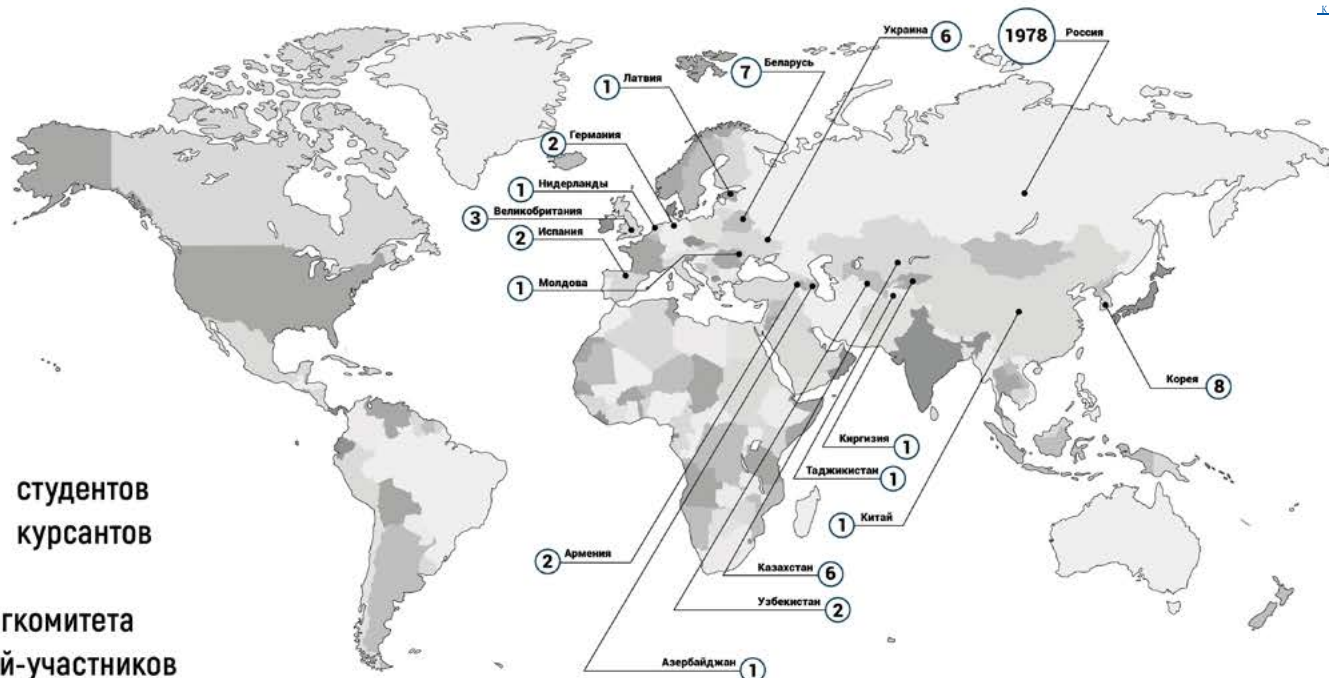 к
Украина 6
1978 Россия
7 Беларусь
1 Латвия
2 Германия
1 Нидерланды
3 Великобритания
2 Испания
1 Молдова
Корея 8
Киргизия 1
Таджикистан 1
1 Китай
2 Армения
Казахстан 6
Узбекистан 2
Азербайджан 1
студентов
курсантов
гкомитета
й-участников